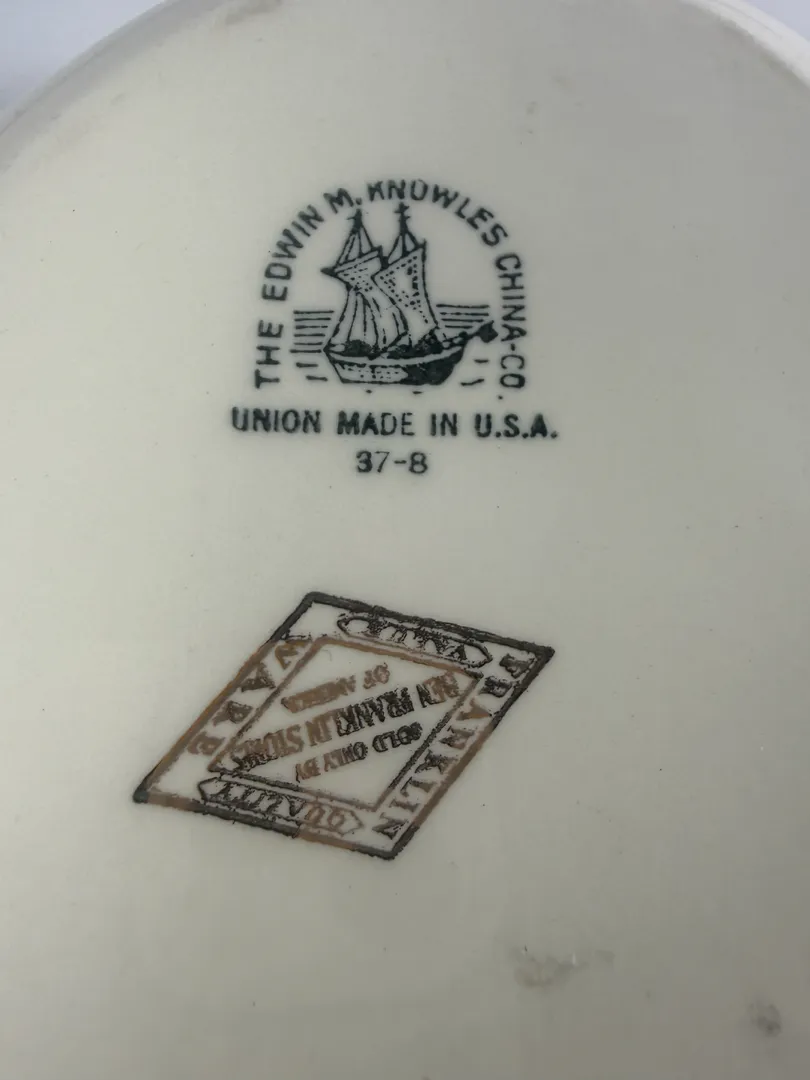 THE EDWIN M. KNOWLES CHINA-CO.
UNION MADE IN U.S.A.
37-8
FRANKLIN
WARE
VALUE
QUALITY
SOLD ONLY BY
BEN FRANKLIN STORES
OF AMERICA